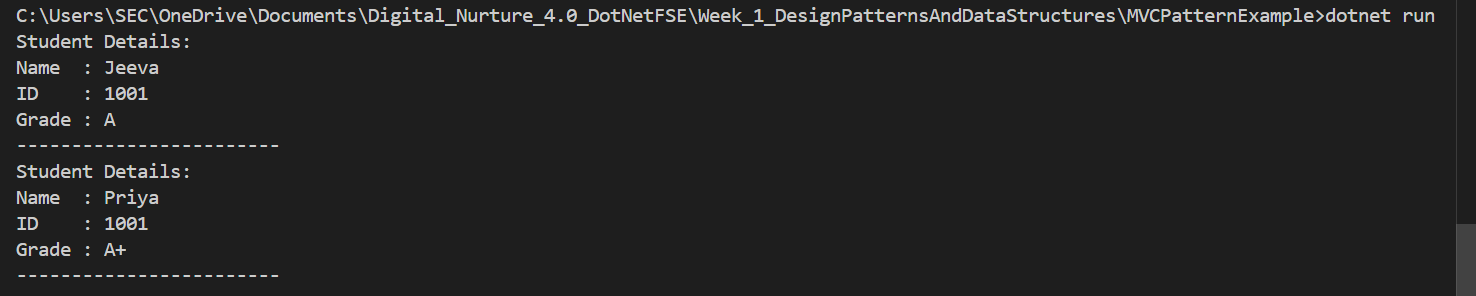 C:\Users\SEC\OneDrive\Documents\Digital_Nurture_4.0_DotNetFSE\Week_1_DesignPatternsAndDataStructures\MVCPatternExample>dotnet run
Student Details:
Name  : Jeeva
ID    : 1001
Grade : A
------------------------
Student Details:
Name  : Priya
ID    : 1001
Grade : A+
------------------------